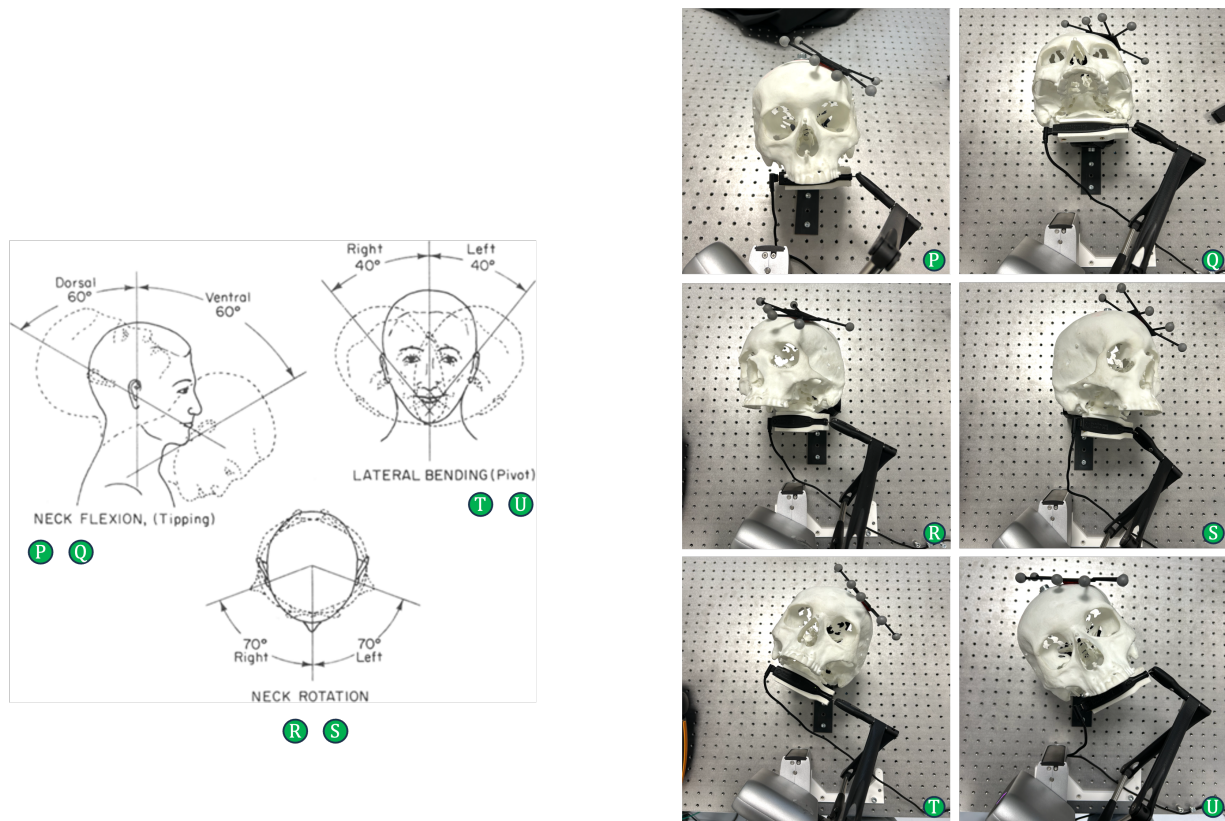 Dorsal
60°
Ventral
60°
NECK FLEXION, (Tipping)
P Q
Right
40°
Left
40°
LATERAL BENDING (Pivot)
T U
70°
Right
70°
Left
NECK ROTATION
R S
P
Q
R
S
T
U